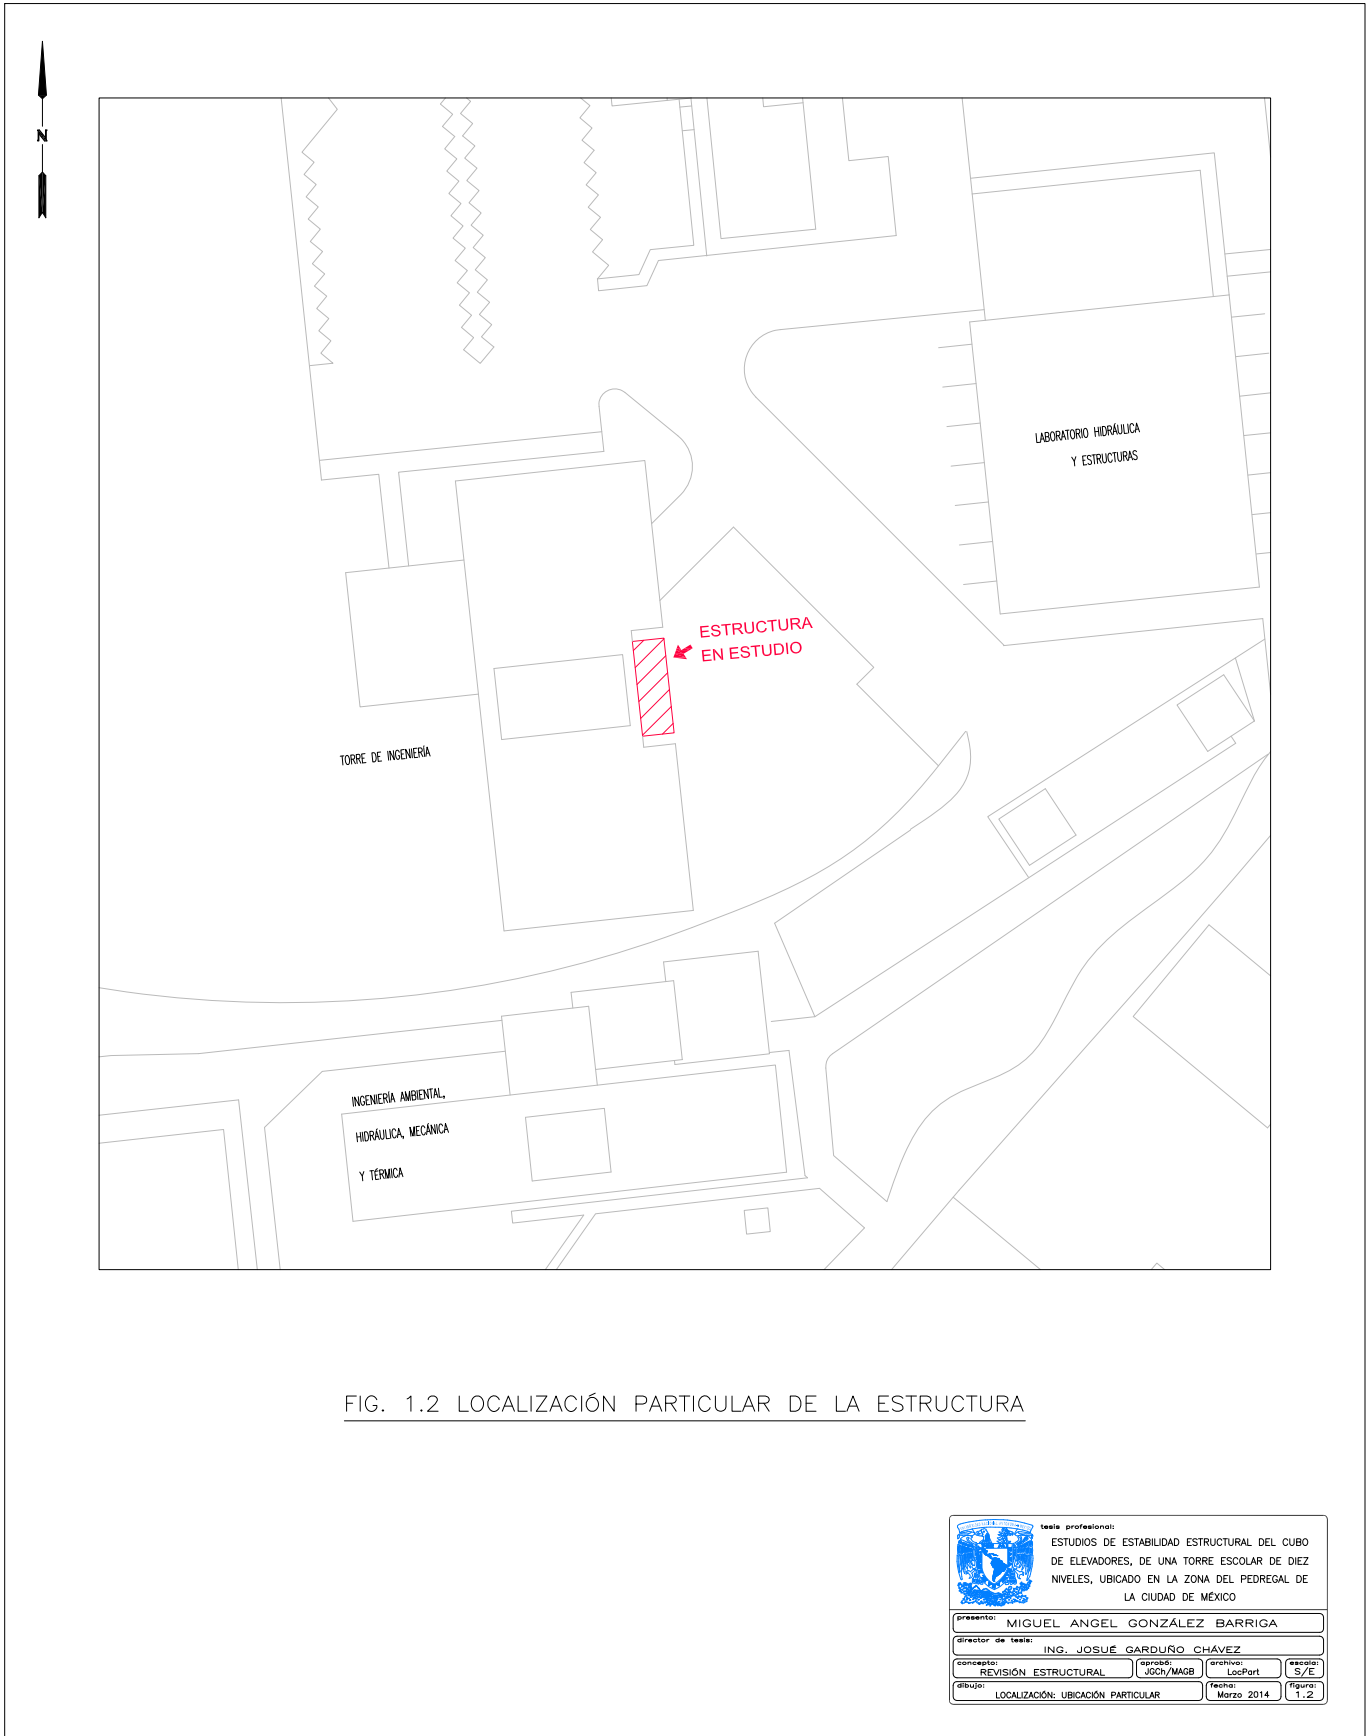 N
LABORATORIO HIDRÁULICA
Y ESTRUCTURAS
ESTRUCTURA
EN ESTUDIO
TORRE DE INGENIERÍA
INGENIERÍA AMBIENTAL,
HIDRÁULICA, MECÁNICA
Y TÉRMICA
FIG. 1.2 LOCALIZACIÓN PARTICULAR DE LA ESTRUCTURA
tesis profesional:
ESTUDIOS DE ESTABILIDAD ESTRUCTURAL DEL CUBO
DE ELEVADORES, DE UNA TORRE ESCOLAR DE DIEZ
NIVELES, UBICADO EN LA ZONA DEL PEDREGAL DE
LA CIUDAD DE MÉXICO
presento: MIGUEL ANGEL GONZÁLEZ BARRIGA
director de tesis:
ING. JOSUÉ GARDUÑO CHÁVEZ
concepto: aprobó: archivo: escala:
REVISIÓN ESTRUCTURAL JGCh/MAGB LocPart S/E
dibujo: fecha: figura:
LOCALIZACIÓN: UBICACIÓN PARTICULAR Marzo 2014 1.2